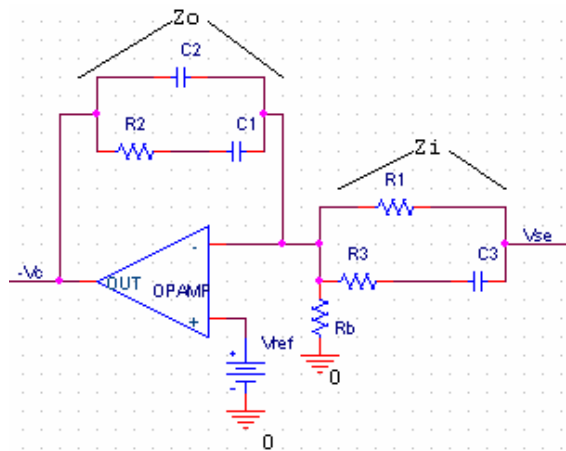 Zo
C2
R2
C1
Zi
R1
Vse
R3
C3
-Vc
OUT
OPAMP
-
+
Rb
Vref
+
-
0
0